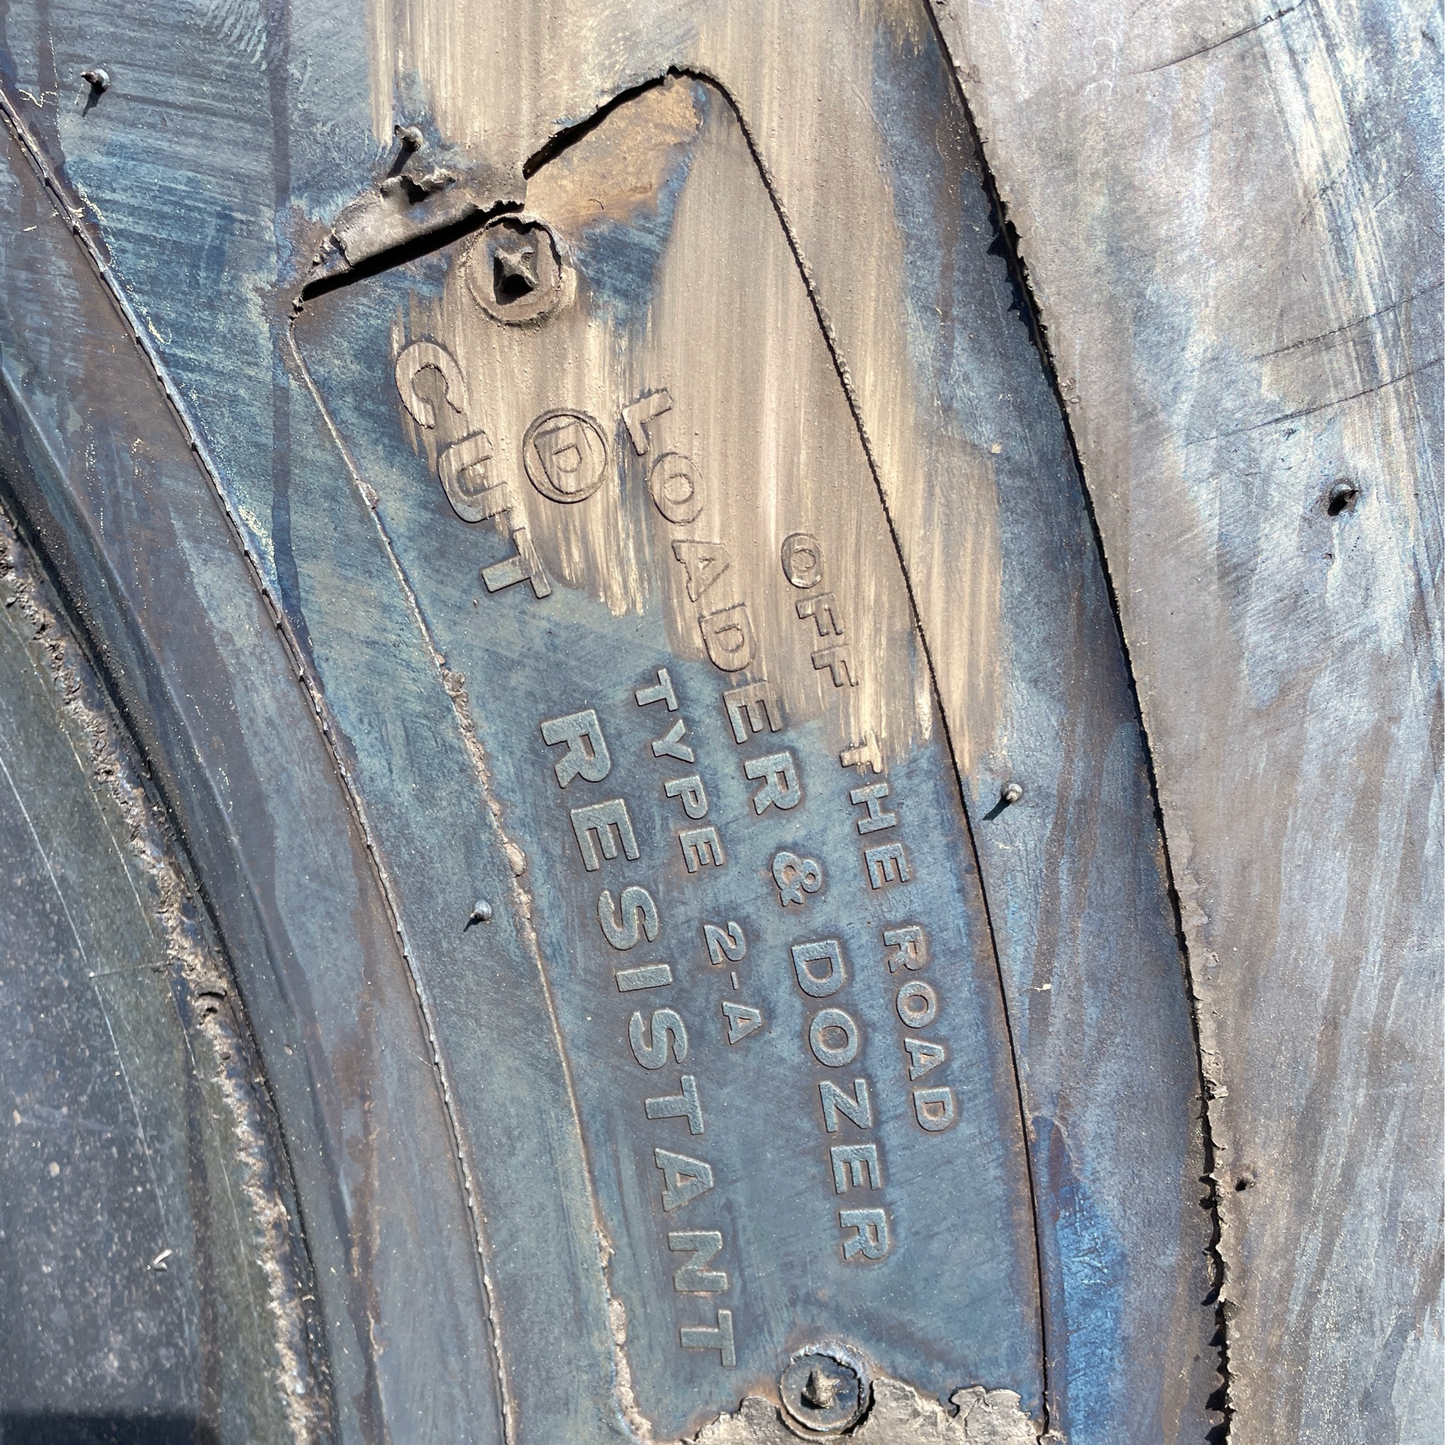 OFF THE ROAD
LOADER & DOZER
TYPE 2-A
CUT RESISTANT